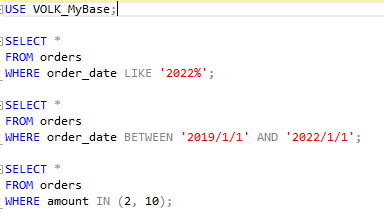 USE VOLK_MyBase;
SELECT *
FROM orders
WHERE order_date LIKE '2022%';
SELECT *
FROM orders
WHERE order_date BETWEEN '2019/1/1' AND '2022/1/1';
SELECT *
FROM orders
WHERE amount IN (2, 10);